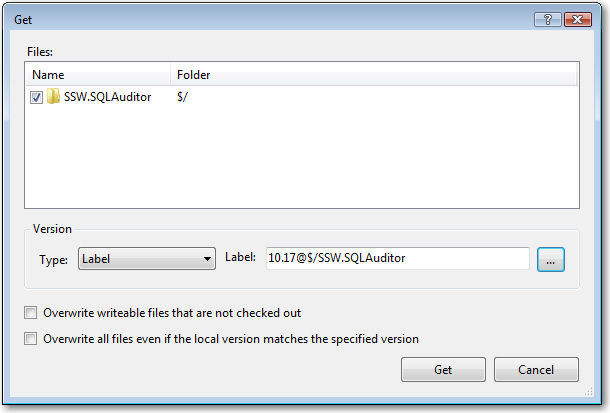 Get
Files:
Name Folder
SSW.SQLAuditor $/
Version
Type: Label Label: 10.17@$/SSW.SQLAuditor ...
Overwrite writeable files that are not checked out
Overwrite all files even if the local version matches the specified version
Get Cancel